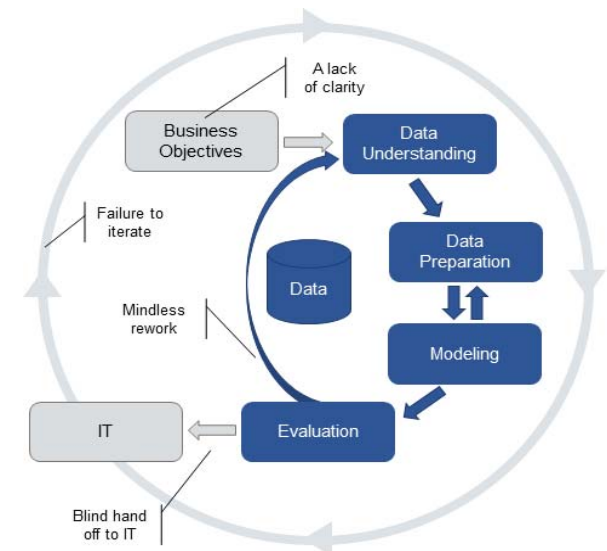 A lack
of clarity
Business
Objectives
Data
Understanding
Failure to
iterate
Data
Preparation
Data
Mindless
rework
Modeling
IT
Evaluation
Blind hand
off to IT